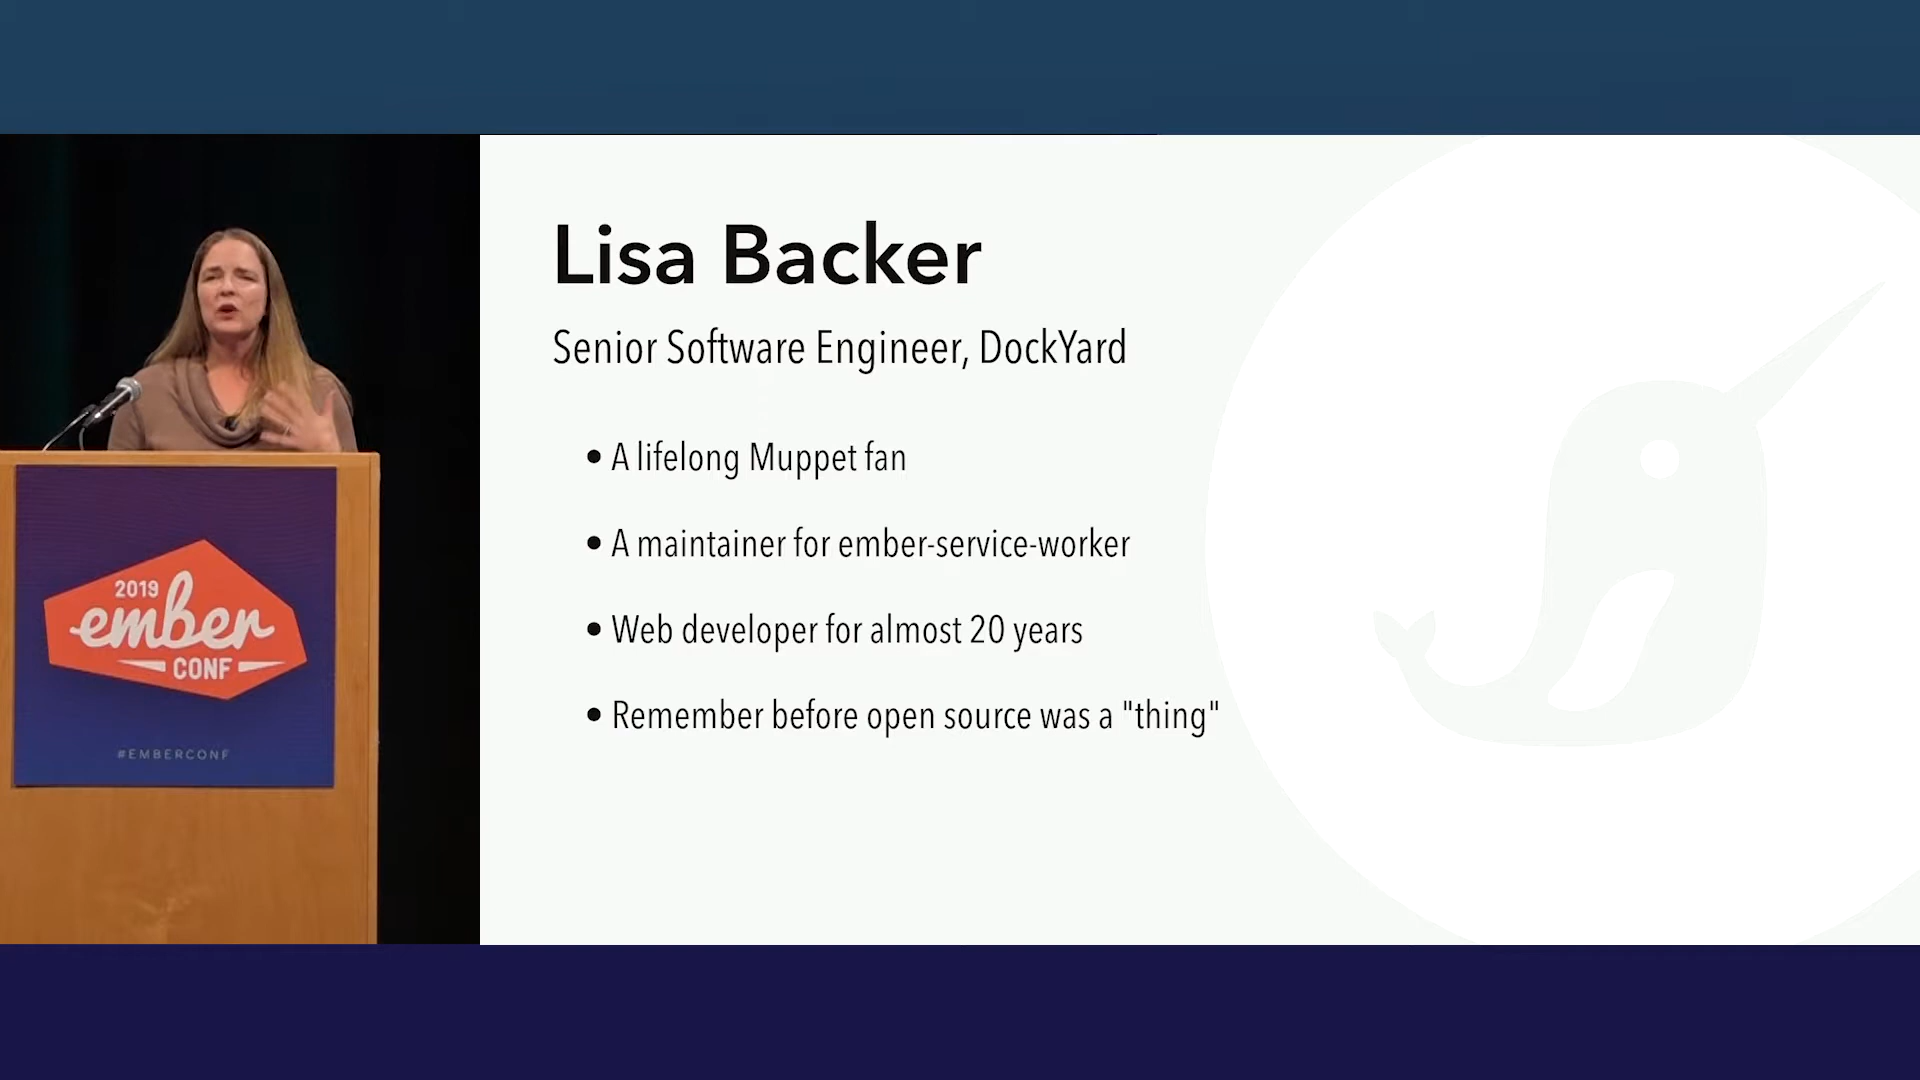 Lisa Backer
Senior Software Engineer, DockYard
• A lifelong Muppet fan
• A maintainer for ember-service-worker
• Web developer for almost 20 years
• Remember before open source was a "thing"
2019
ember
CONF
#EMBERCONF